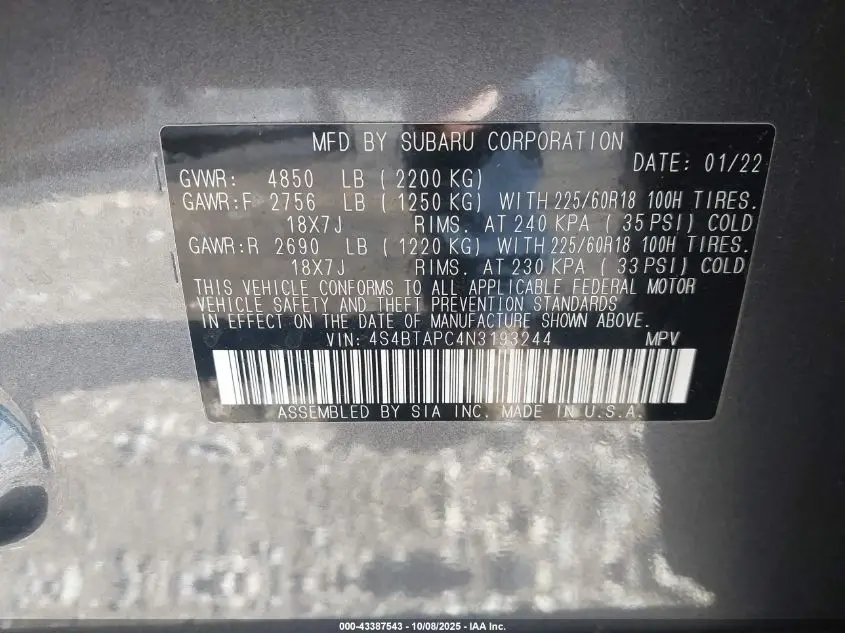 MFD BY SUBARU CORPORATION
DATE: 01/22
GVWR: 4850 LB ( 2200 KG)
GAWR:F 2756 LB ( 1250 KG) WITH 225/60R18 100H TIRES.
18X7J RIMS. AT 240 KPA ( 35 PSI) COLD
GAWR:R 2690 LB ( 1220 KG) WITH 225/60R18 100H TIRES.
18X7J RIMS. AT 230 KPA ( 33 PSI) COLD
THIS VEHICLE CONFORMS TO ALL APPLICABLE FEDERAL MOTOR
VEHICLE SAFETY AND THEFT PREVENTION STANDARDS
IN EFFECT ON THE DATE OF MANUFACTURE SHOWN ABOVE.
VIN: 4S4BTAPC4N3193244 MPV
ASSEMBLED BY SIA INC. MADE IN U.S.A.
000-43387543 - 10/08/2025 - IAA Inc.